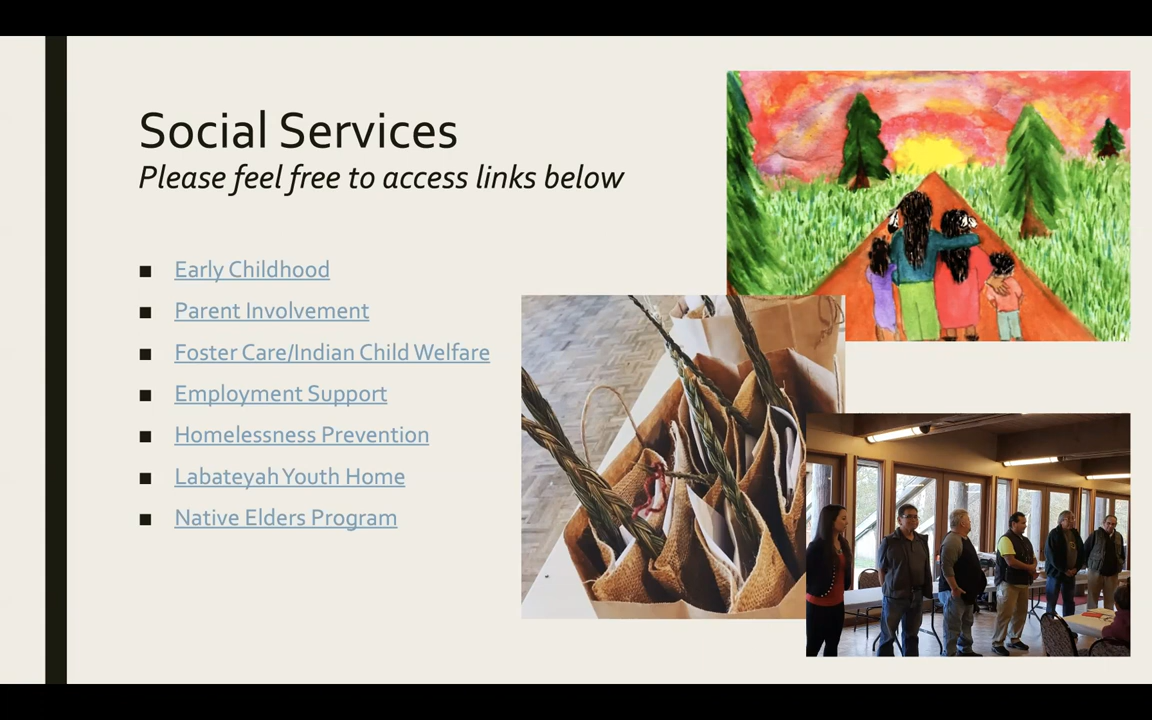 Social Services
Please feel free to access links below
Early Childhood
Parent Involvement
Foster Care/Indian Child Welfare
Employment Support
Homelessness Prevention
Labateyah Youth Home
Native Elders Program